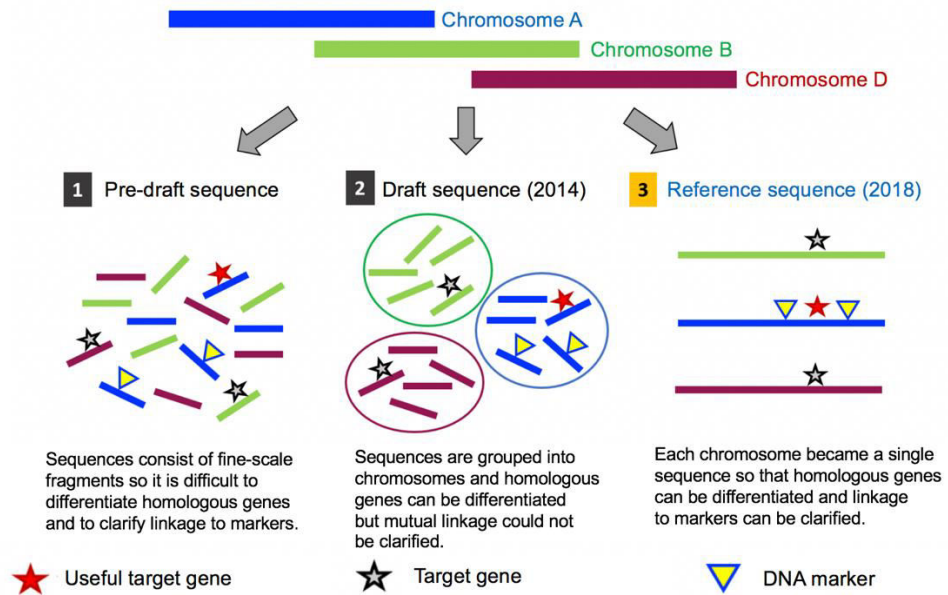 Chromosome A
Chromosome B
Chromosome D
1 Pre-draft sequence
2 Draft sequence (2014)
3 Reference sequence (2018)
Sequences consist of fine-scale
fragments so it is difficult to
differentiate homologous genes
and to clarify linkage to markers.
Sequences are grouped into
chromosomes and homologous
genes can be differentiated
but mutual linkage could not
be clarified.
Each chromosome became a single
sequence so that homologous genes
can be differentiated and linkage
to markers can be clarified.
Useful target gene
Target gene
DNA marker